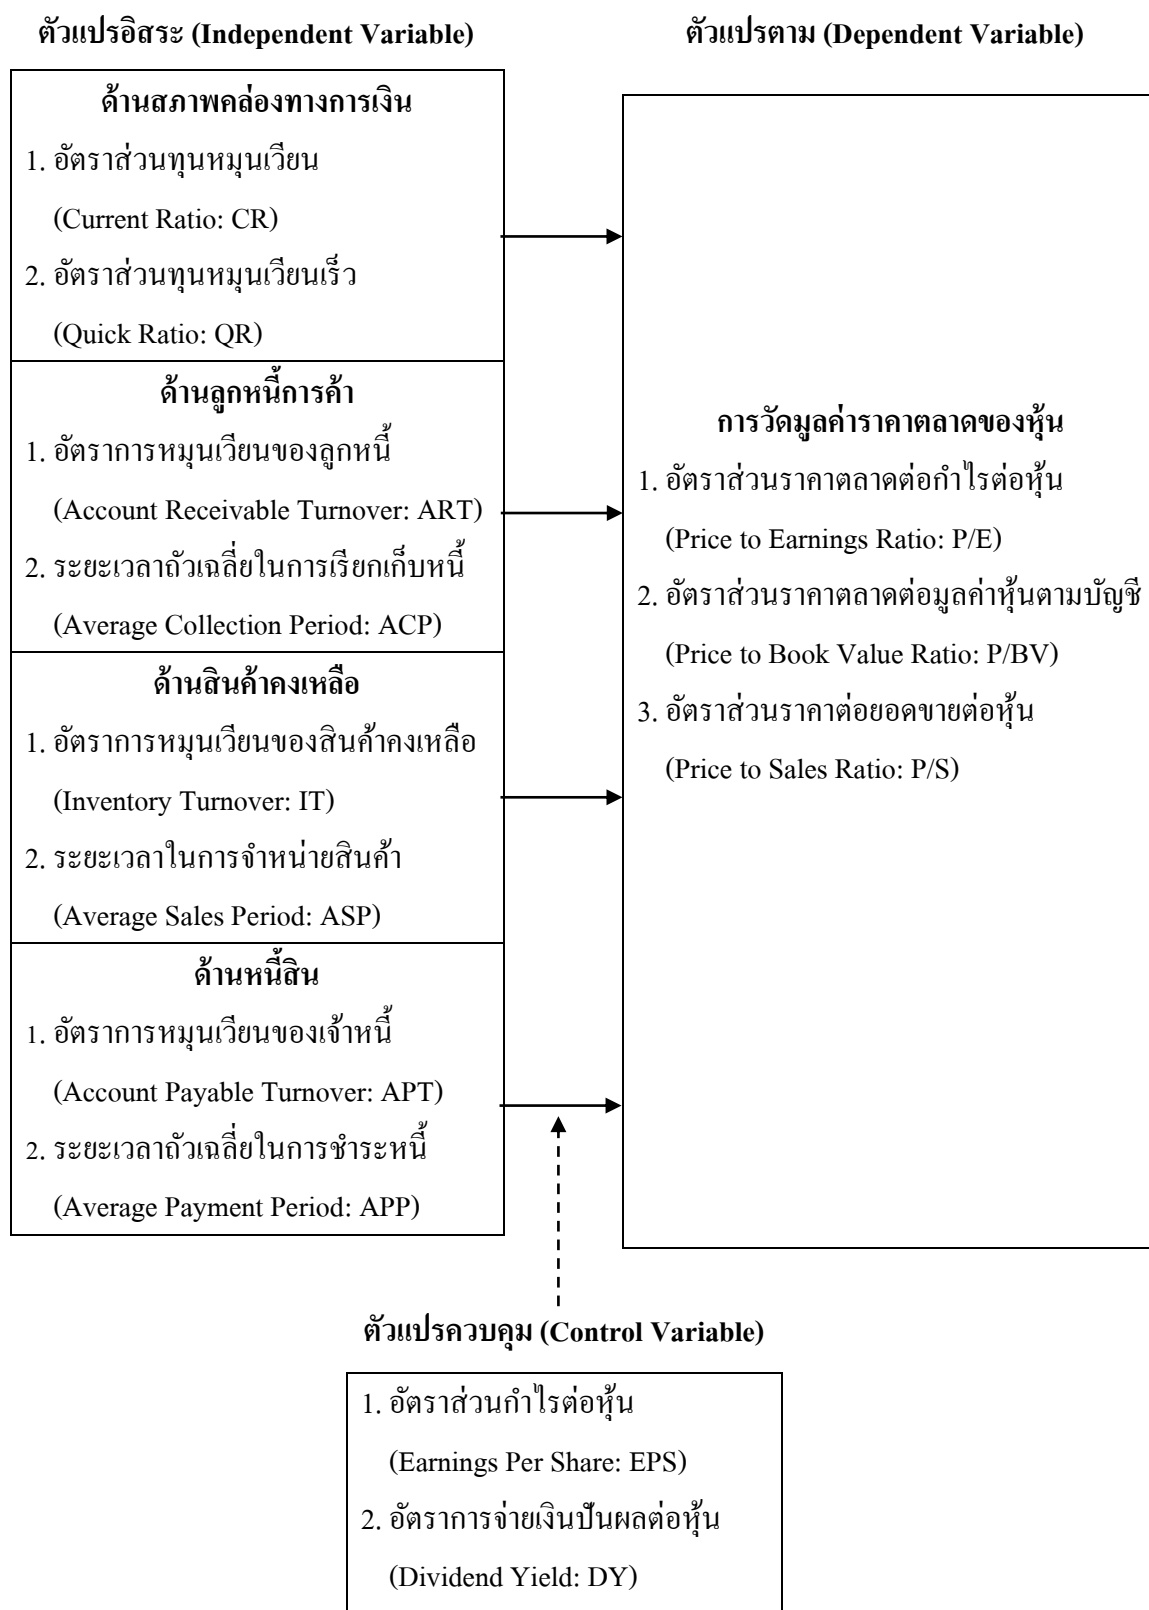 ตัวแปรอิสระ (Independent Variable)
ด้านสภาพคล่องทางการเงิน
1. อัตราส่วนทุนหมุนเวียน
(Current Ratio: CR)
2. อัตราส่วนทุนหมุนเวียนเร็ว
(Quick Ratio: QR)
ด้านลูกหนี้การค้า
1. อัตราการหมุนเวียนของลูกหนี้
(Account Receivable Turnover: ART)
2. ระยะเวลาถัวเฉลี่ยในการเรียกเก็บหนี้
(Average Collection Period: ACP)
ด้านสินค้าคงเหลือ
1. อัตราการหมุนเวียนของสินค้าคงเหลือ
(Inventory Turnover: IT)
2. ระยะเวลาในการจำหน่ายสินค้า
(Average Sales Period: ASP)
ด้านหนี้สิน
1. อัตราการหมุนเวียนของเจ้าหนี้
(Account Payable Turnover: APT)
2. ระยะเวลาถัวเฉลี่ยในการชำระหนี้
(Average Payment Period: APP)
ตัวแปรตาม (Dependent Variable)
การวัดมูลค่าราคาตลาดของหุ้น
1. อัตราส่วนราคาตลาดต่อกำไรต่อหุ้น
(Price to Earnings Ratio: P/E)
2. อัตราส่วนราคาตลาดต่อมูลค่าหุ้นตามบัญชี
(Price to Book Value Ratio: P/BV)
3. อัตราส่วนราคาต่อยอดขายต่อหุ้น
(Price to Sales Ratio: P/S)
ตัวแปรควบคุม (Control Variable)
1. อัตราส่วนกำไรต่อหุ้น
(Earnings Per Share: EPS)
2. อัตราการจ่ายเงินปันผลต่อหุ้น
(Dividend Yield: DY)